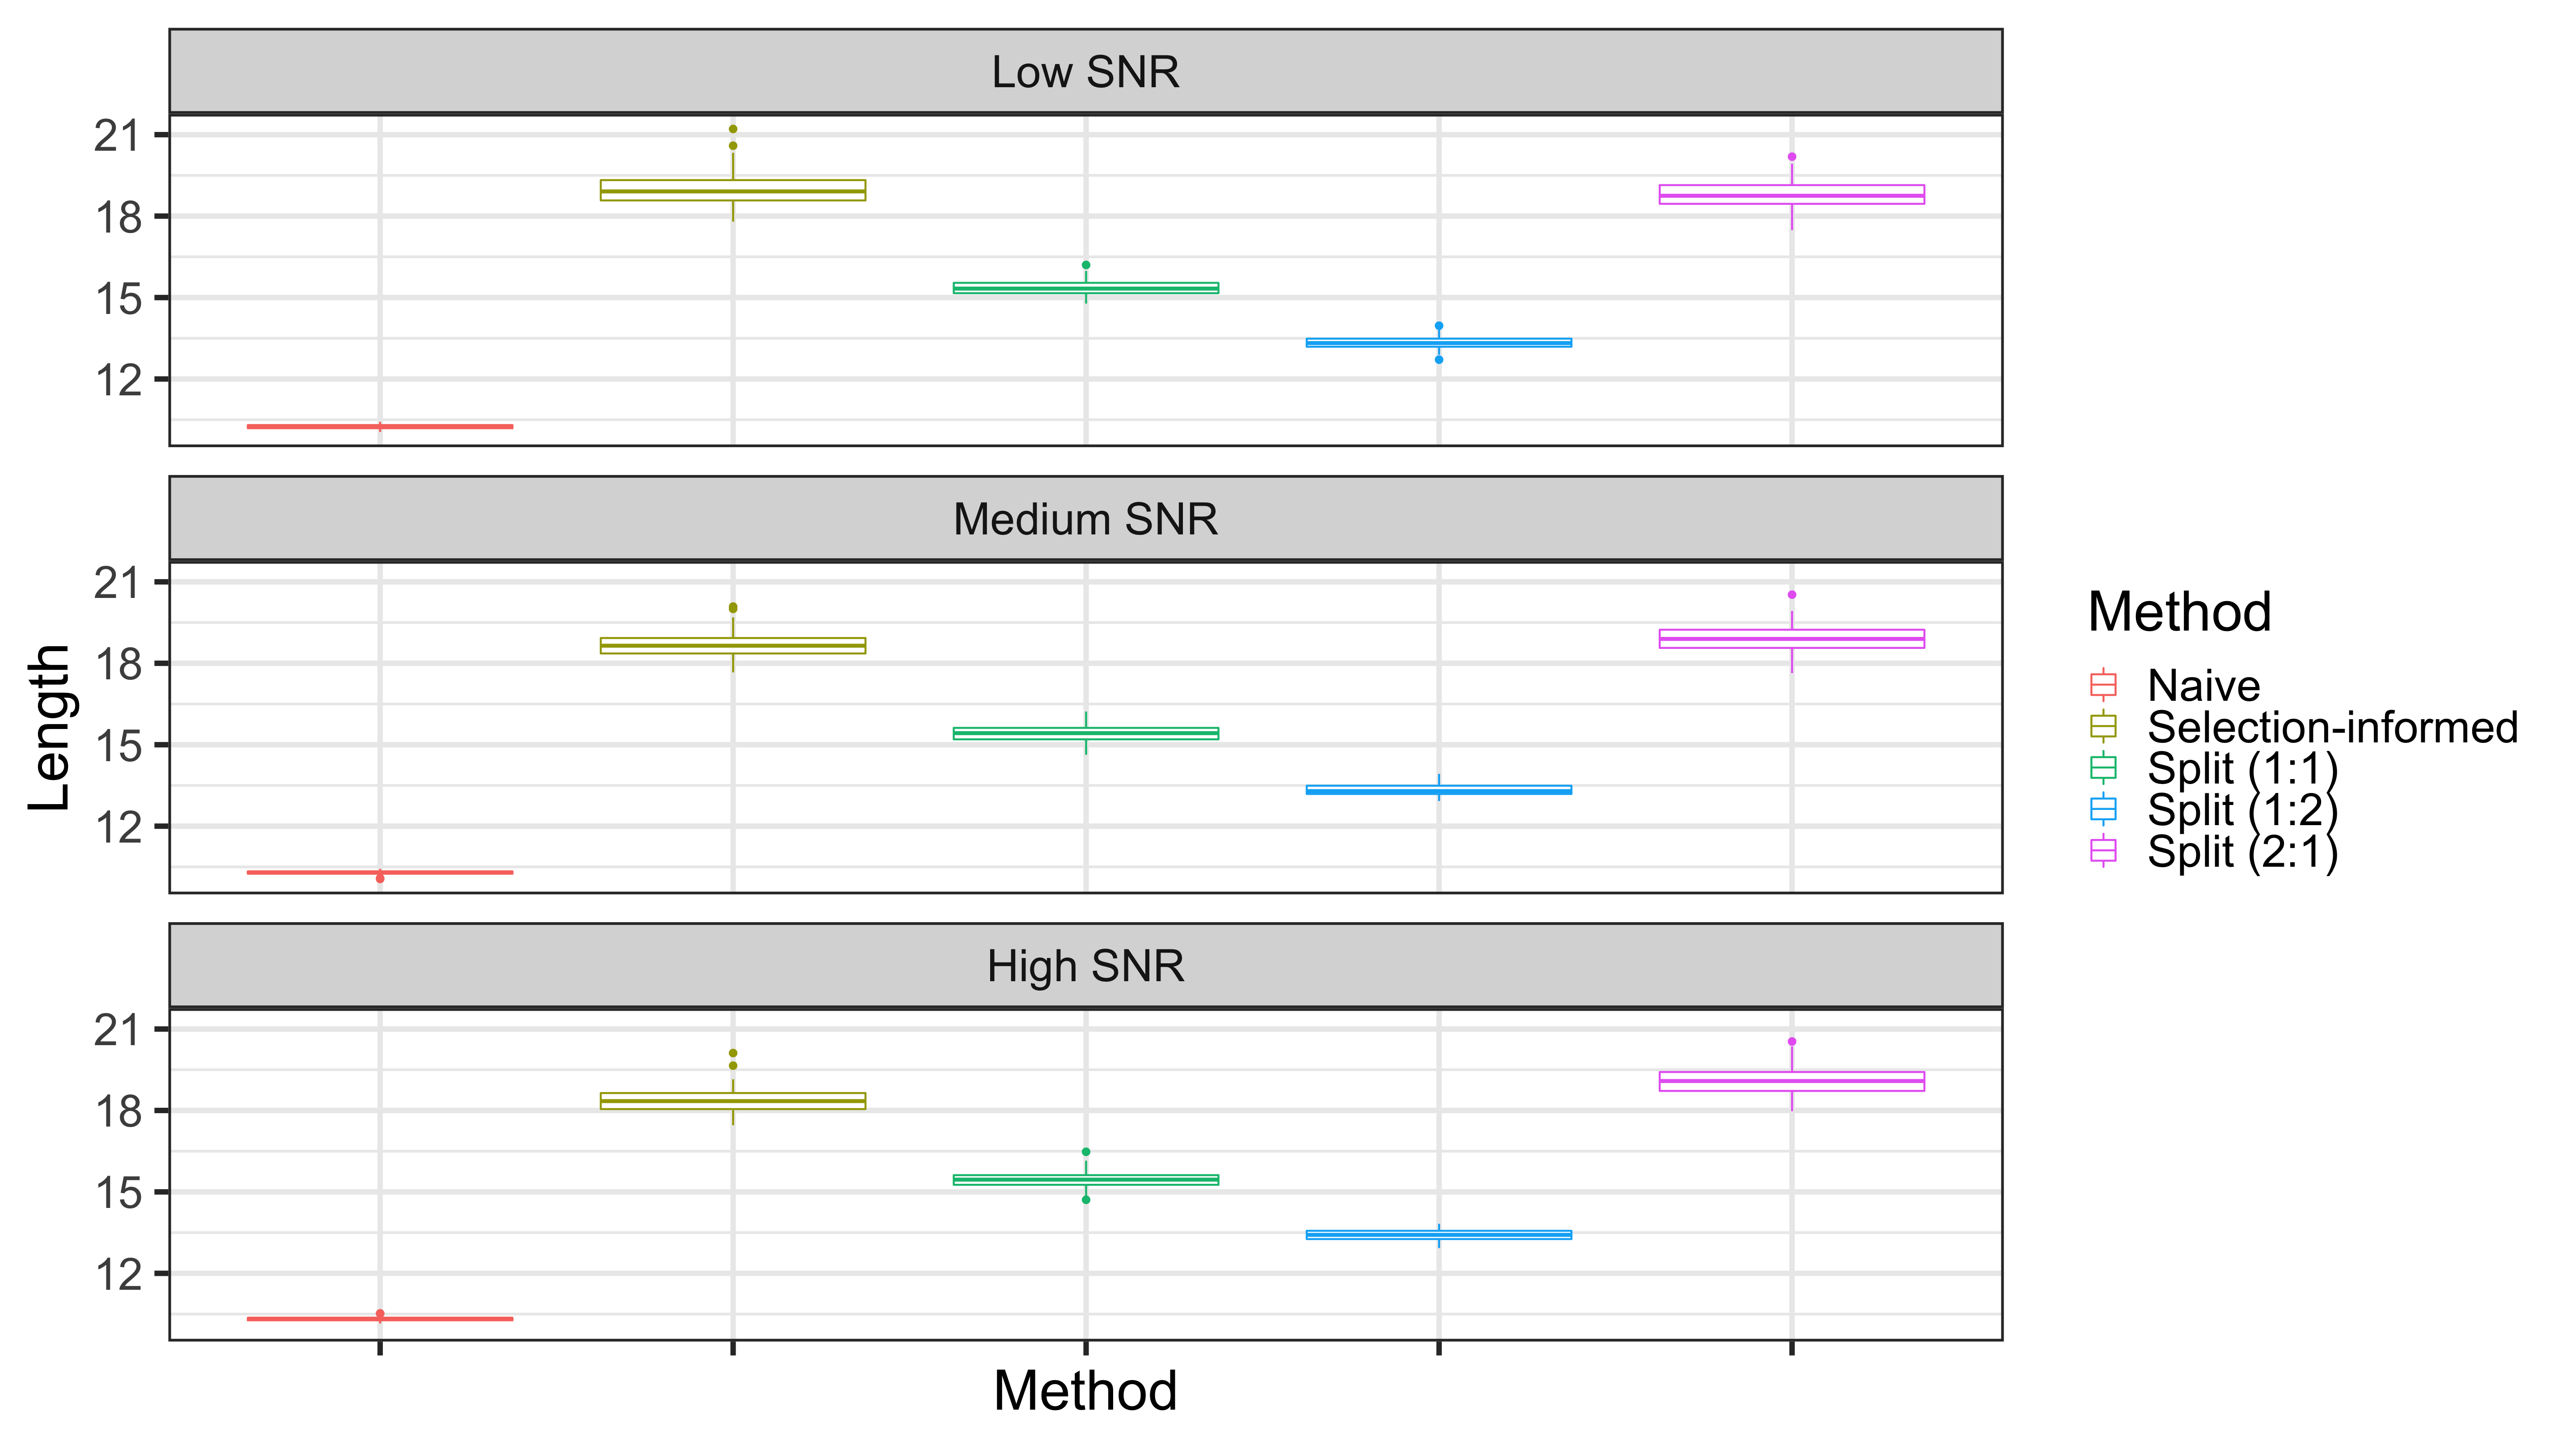 Low SNR
21
18
15
12
Medium SNR
21
18
15
12
High SNR
21
18
15
12
Length
Method
Method
Naive
Selection-informed
Split (1:1)
Split (1:2)
Split (2:1)